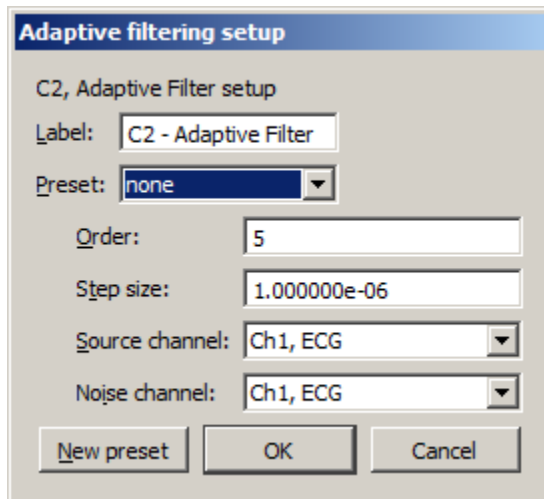 Adaptive filtering setup
C2, Adaptive Filter setup
Label: C2 - Adaptive Filter
Preset: none
Order: 5
Step size: 1.000000e-06
Source channel: Ch1, ECG
Noise channel: Ch1, ECG
New preset OK Cancel